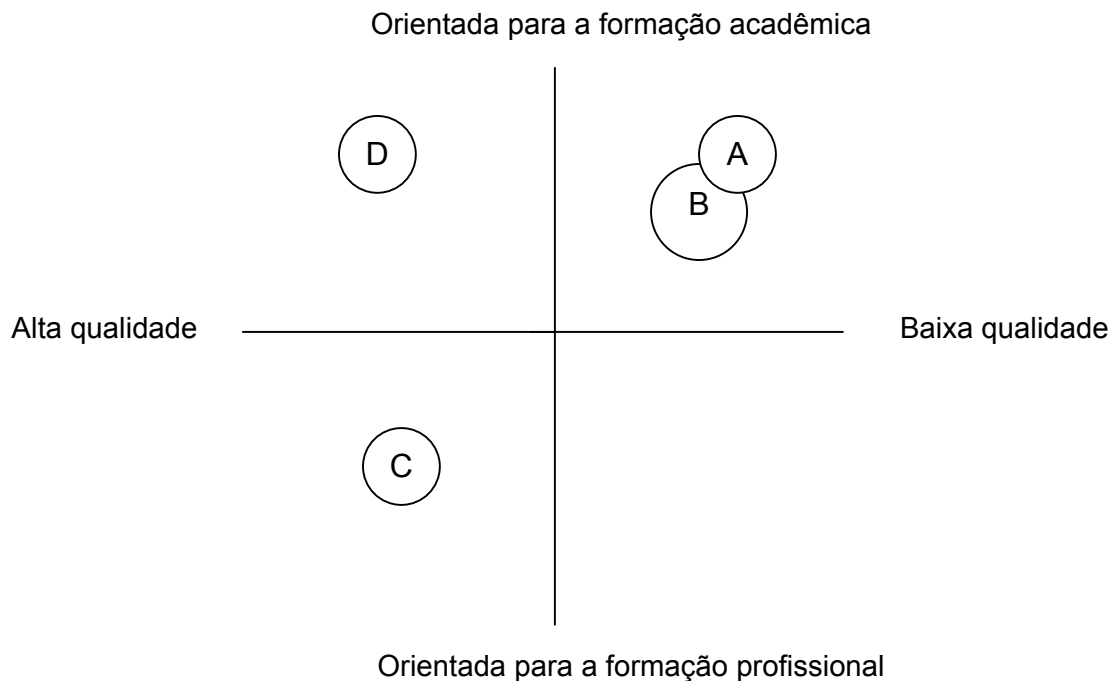 Orientada para a formação acadêmica
D
A
B
Alta qualidade
Baixa qualidade
C
Orientada para a formação profissional